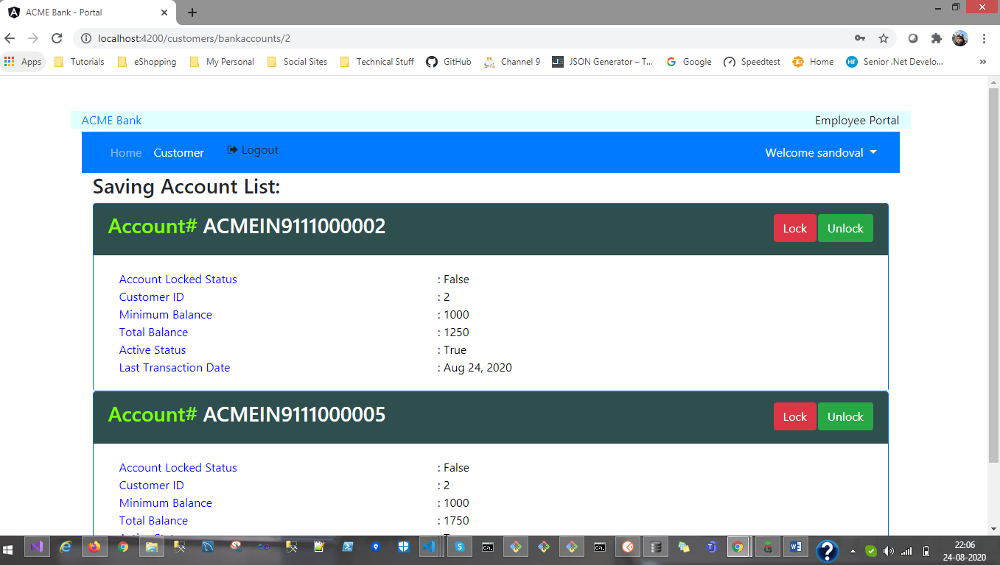 ACME Bank - Portal
localhost:4200/customers/bankaccounts/2
Apps Tutorials eShopping My Personal Social Sites Technical Stuff GitHub Channel 9 JSON Generator – T... Google Speedtest Home Senior .Net Develo... »
ACME Bank Employee Portal
Home Customer Logout Welcome sandoval
Saving Account List:
Account# ACMEIN9111000002 Lock Unlock
Account Locked Status : False
Customer ID : 2
Minimum Balance : 1000
Total Balance : 1250
Active Status : True
Last Transaction Date : Aug 24, 2020
Account# ACMEIN9111000005 Lock Unlock
Account Locked Status : False
Customer ID : 2
Minimum Balance : 1000
Total Balance : 1750
22:06
24-08-2020